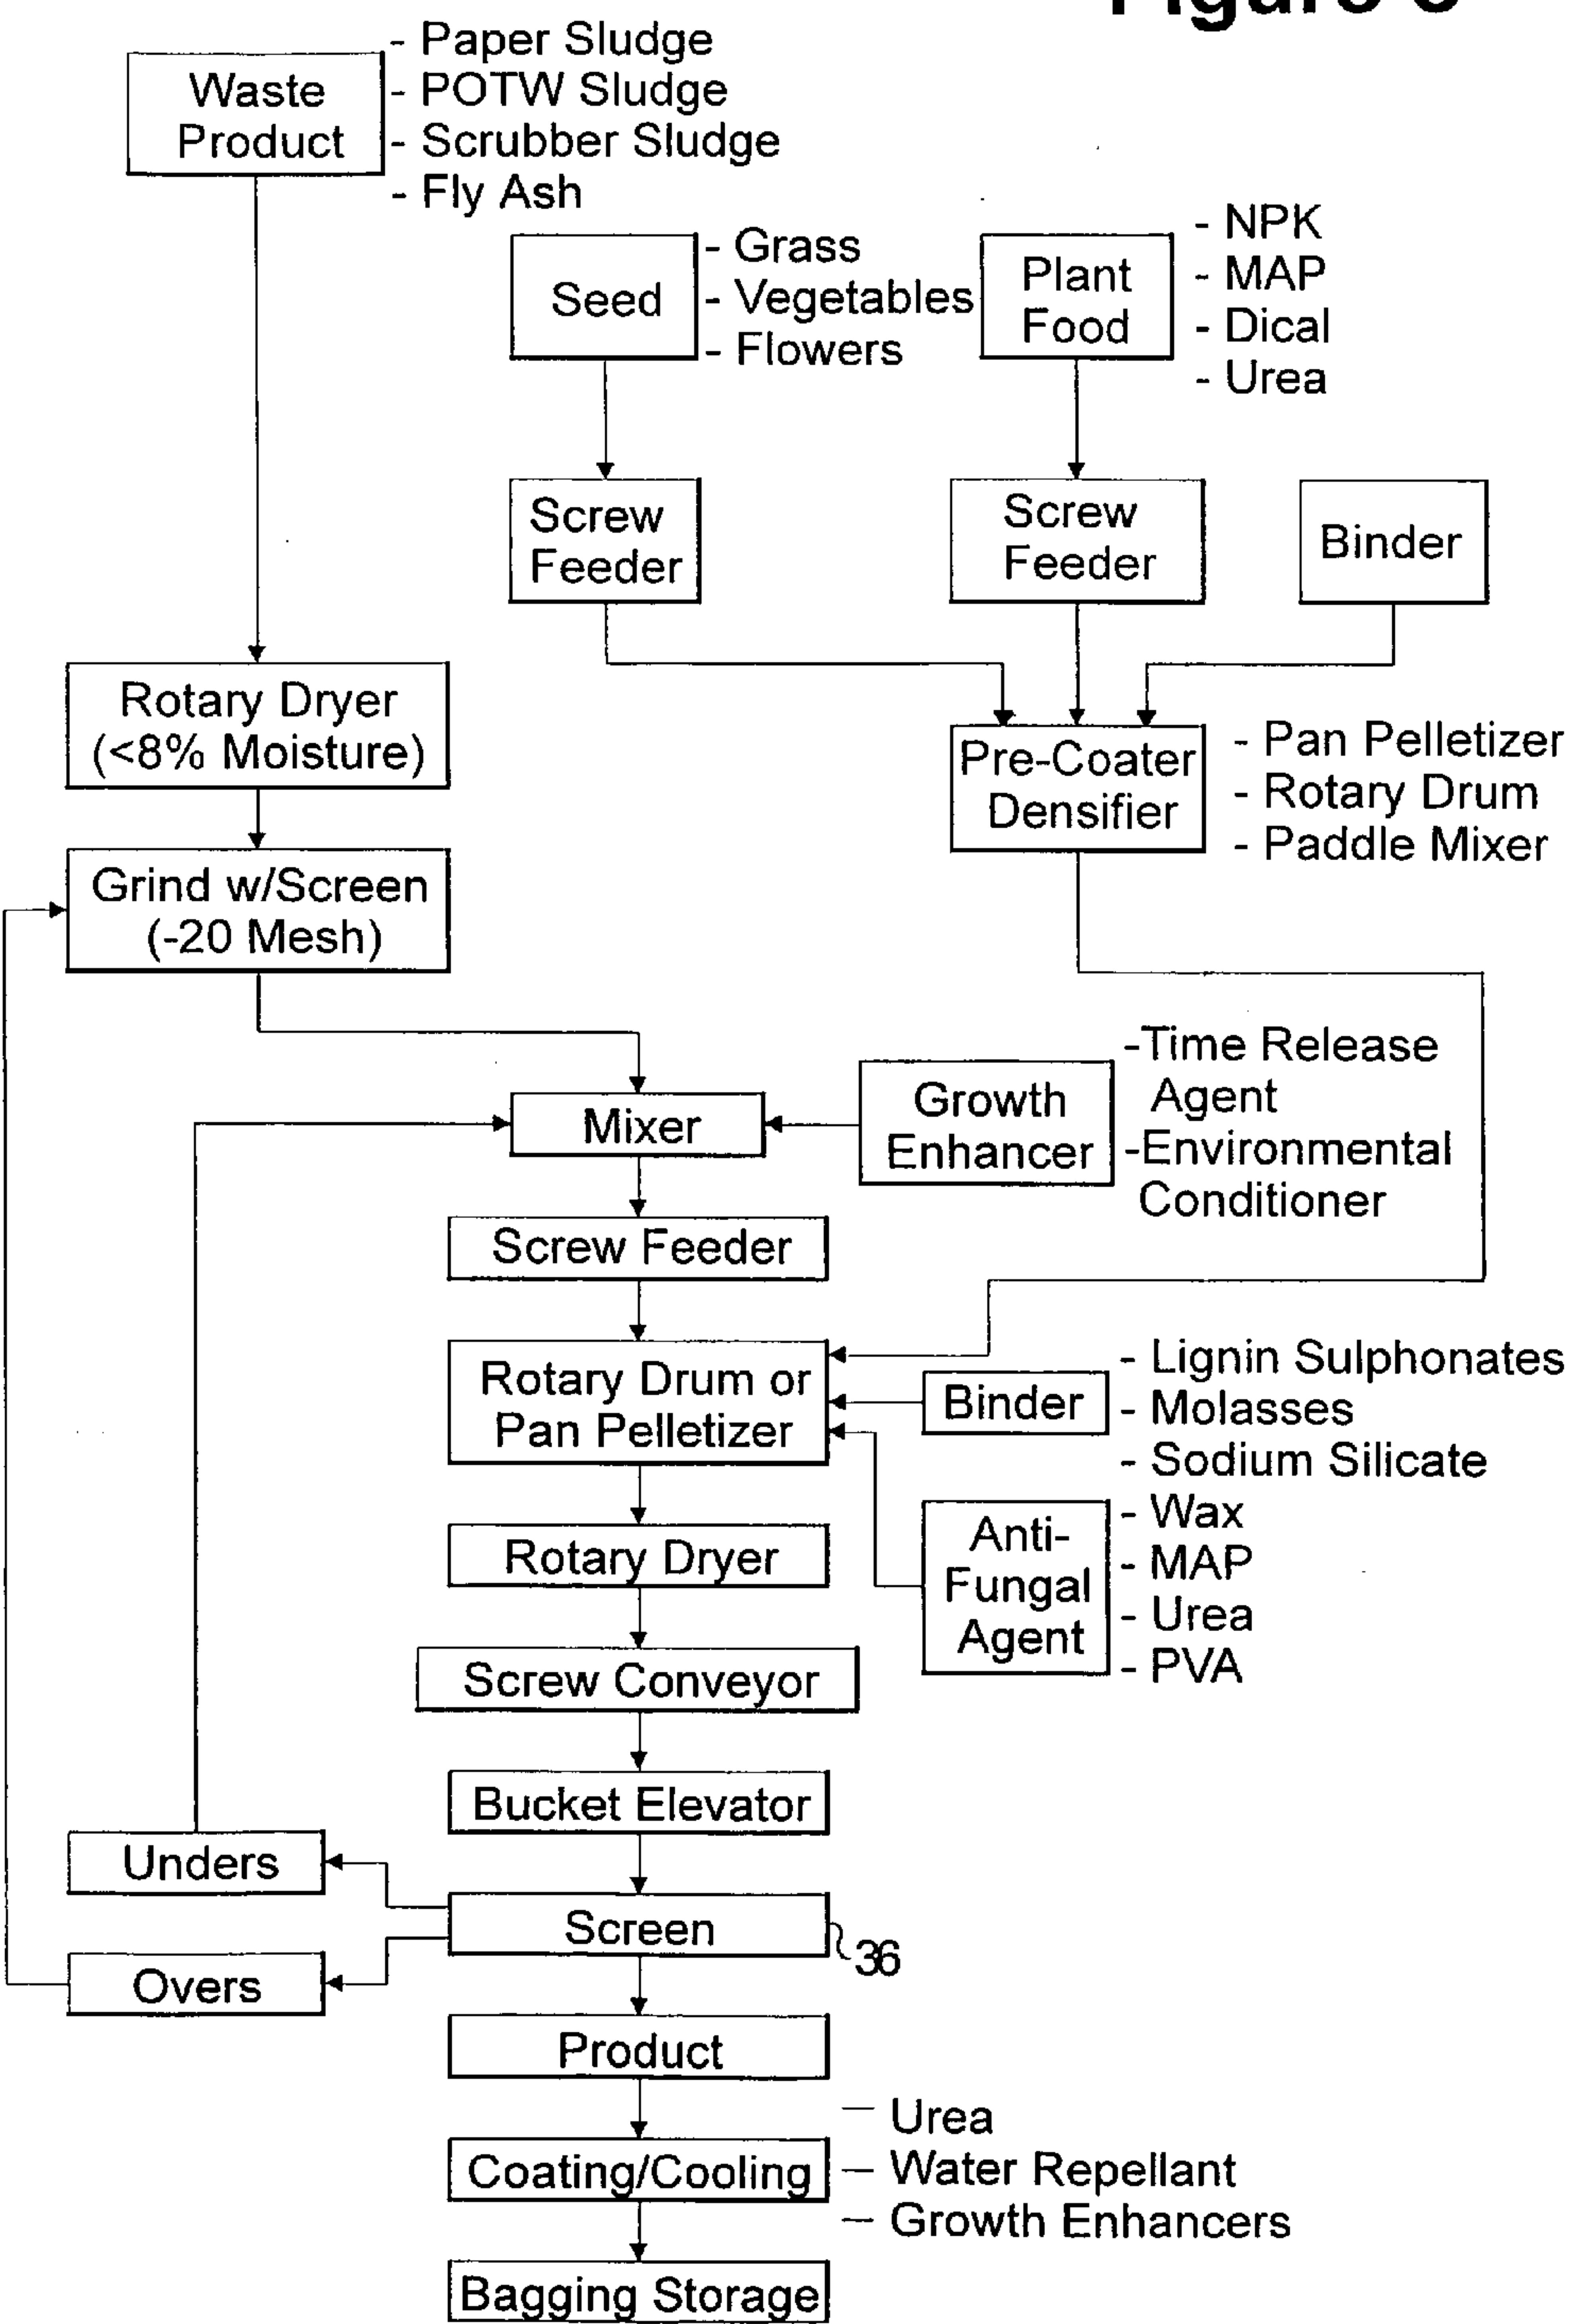 - Paper Sludge
Waste
Product
- POTW Sludge
- Scrubber Sludge
- Fly Ash
Seed
- Grass
- Vegetables
- Flowers
Plant
Food
- NPK
- MAP
- Dical
- Urea
Screw
Feeder
Screw
Feeder
Binder
Rotary Dryer
(<8% Moisture)
Pre-Coater
Densifier
- Pan Pelletizer
- Rotary Drum
- Paddle Mixer
Grind w/Screen
(-20 Mesh)
Mixer
Growth
Enhancer
-Time Release
Agent
-Environmental
Conditioner
Screw Feeder
Rotary Drum or
Pan Pelletizer
Binder
- Lignin Sulphonates
- Molasses
- Sodium Silicate
- Wax
- MAP
- Urea
- PVA
Anti-
Fungal
Agent
Rotary Dryer
Screw Conveyor
Bucket Elevator
Unders
Screen
36
Overs
Product
Coating/Cooling
— Urea
— Water Repellant
— Growth Enhancers
Bagging Storage